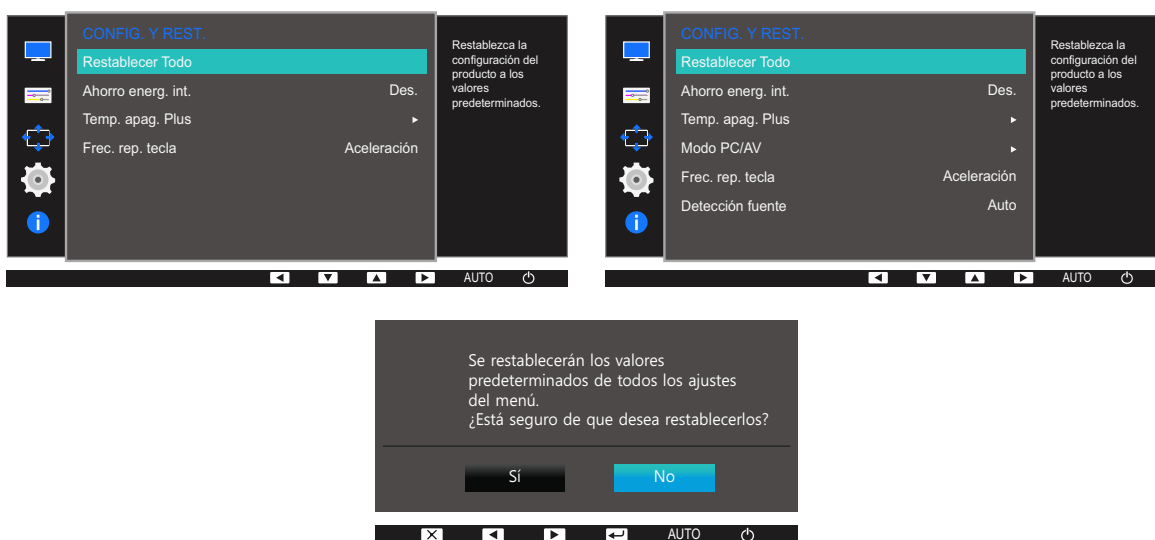 CONFIG. Y REST.
Restablecer Todo
Ahorro energ. int. Des.
Temp. apag. Plus
Frec. rep. tecla Aceleración
Restablezca la
configuración del
producto a los
valores
predeterminados.
AUTO
CONFIG. Y REST.
Restablecer Todo
Ahorro energ. int. Des.
Temp. apag. Plus
Modo PC/AV
Frec. rep. tecla Aceleración
Detección fuente Auto
Restablezca la
configuración del
producto a los
valores
predeterminados.
AUTO
Se restablecerán los valores
predeterminados de todos los ajustes
del menú.
¿Está seguro de que desea restablecerlos?
Sí No
AUTO